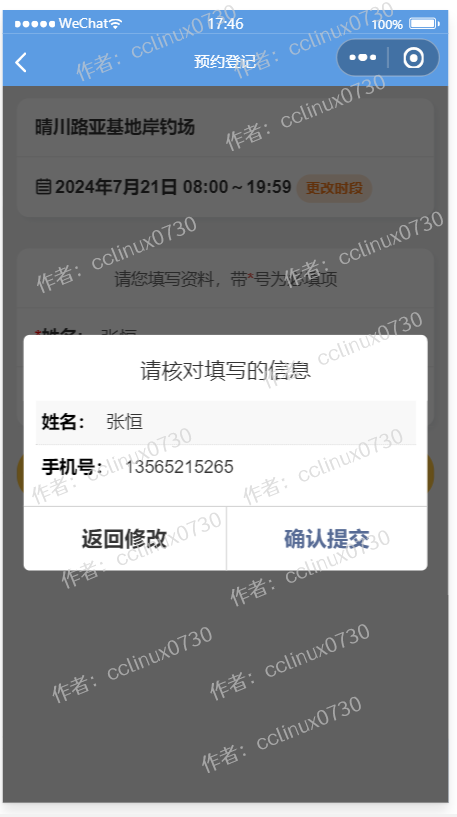 WeChat 17:46 100%
预约登记
晴川路亚基地岸钓场
2024年7月21日 08:00～19:59 更改时段
请您填写资料，带*号为必填项
*姓名： 张恒
请核对填写的信息
姓名： 张恒
手机号： 13565215265
返回修改 确认提交
作者：cclinux0730
作者：cclinux0730
作者：cclinux0730
作者：cclinux0730
作者：cclinux0730
作者：cclinux0730
作者：cclinux0730
作者：cclinux0730
作者：cclinux0730
作者：cclinux0730
作者：cclinux0730
作者：cclinux0730
作者：cclinux0730